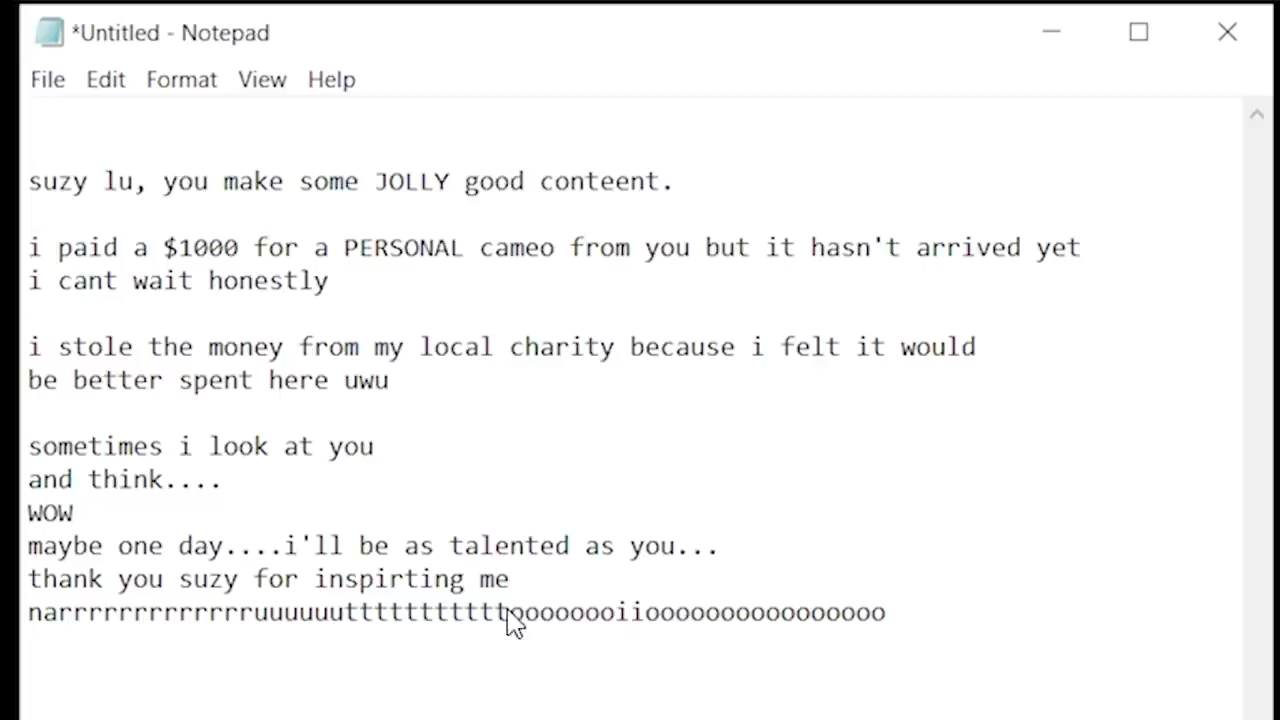 *Untitled - Notepad
File Edit Format View Help
suzy lu, you make some JOLLY good conteent.
i paid a $1000 for a PERSONAL cameo from you but it hasn't arrived yet
i cant wait honestly
i stole the money from my local charity because i felt it would
be better spent here uwu
sometimes i look at you
and think....
WOW
maybe one day....i'll be as talented as you...
thank you suzy for inspirting me
narrrrrrrrrrrrruuuuuutttttttttttoooooooiioooooooooooooooo